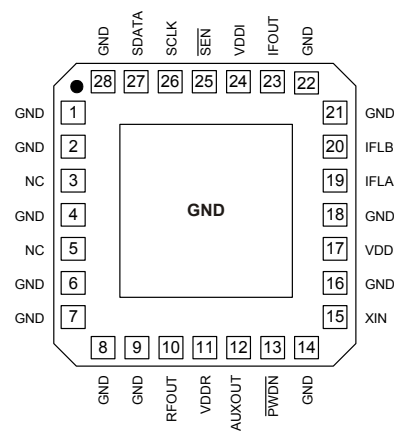 GND SDATA SCLK SEN VDDI IFOUT GND
28 27 26 25 24 23 22
GND 1 21 GND
GND 2 20 IFLB
NC 3 19 IFLA
GND 4 GND 18 GND
NC 5 17 VDD
GND 6 16 GND
GND 7 15 XIN
8 9 10 11 12 13 14
GND GND RFOUT VDDR AUXOUT PWDN GND